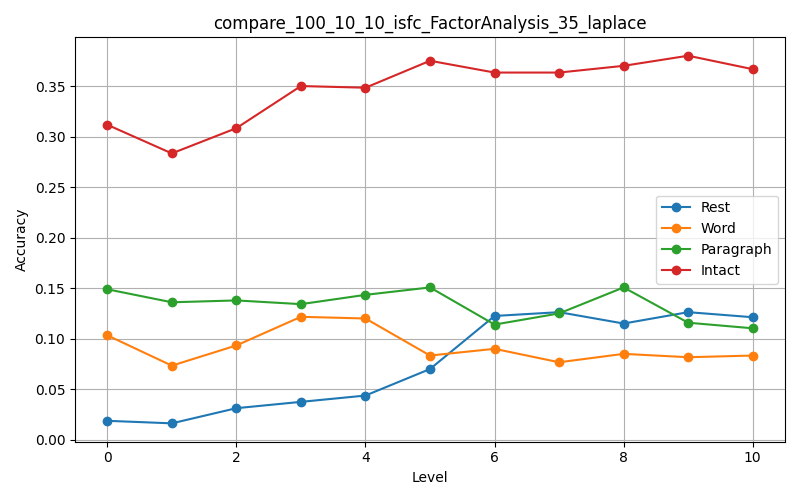 compare_100_10_10_isfc_FactorAnalysis_35_laplace
Accuracy
0.35
0.30
0.25
0.20
0.15
0.10
0.05
0.00
Rest
Word
Paragraph
Intact
0 2 4 6 8 10
Level